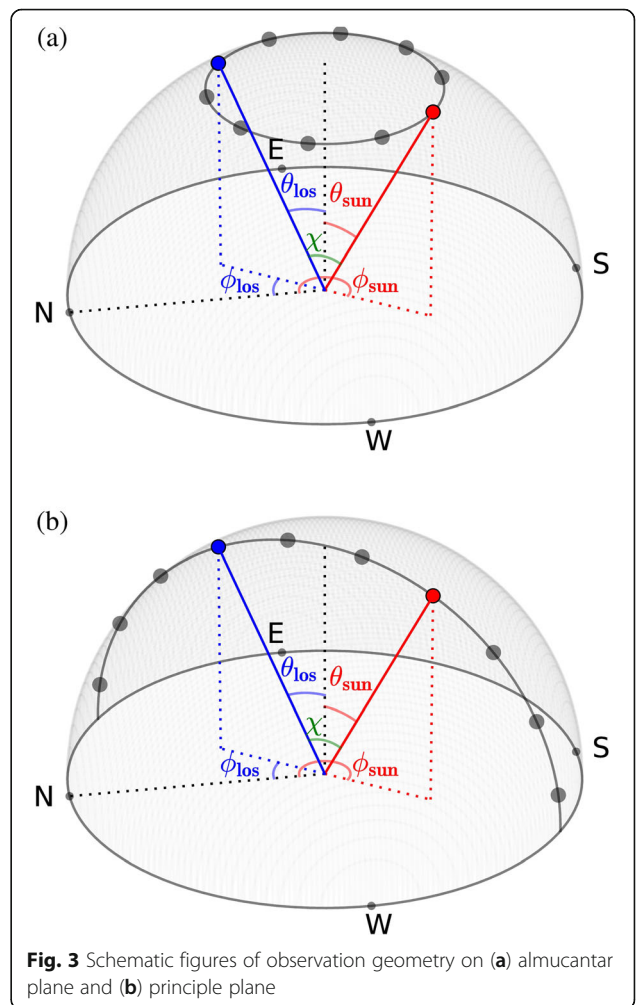 (a)
E
θlos
θsun
χ
ϕlos
ϕsun
N
S
W
(b)
E
θlos
θsun
χ
ϕlos
ϕsun
N
S
W
Fig. 3 Schematic figures of observation geometry on (a) almucantar
plane and (b) principle plane